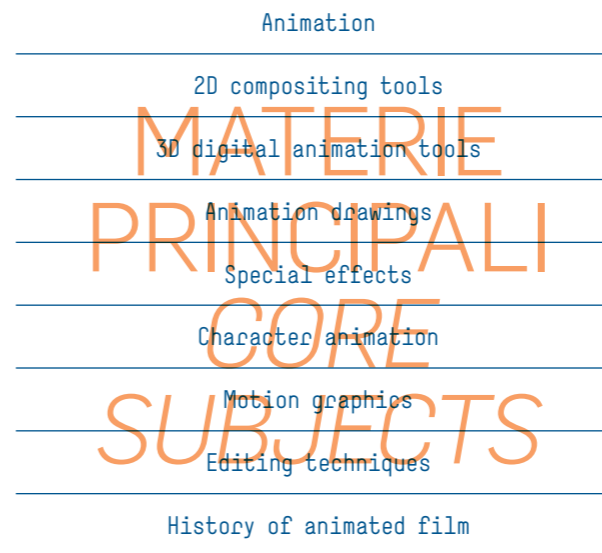 Animation
2D compositing tools
MATERIE
3D digital animation tools
Animation drawings
PRINCIPALI
Special effects
CORE
Character animation
Motion graphics
SUBJECTS
Editing techniques
History of animated film